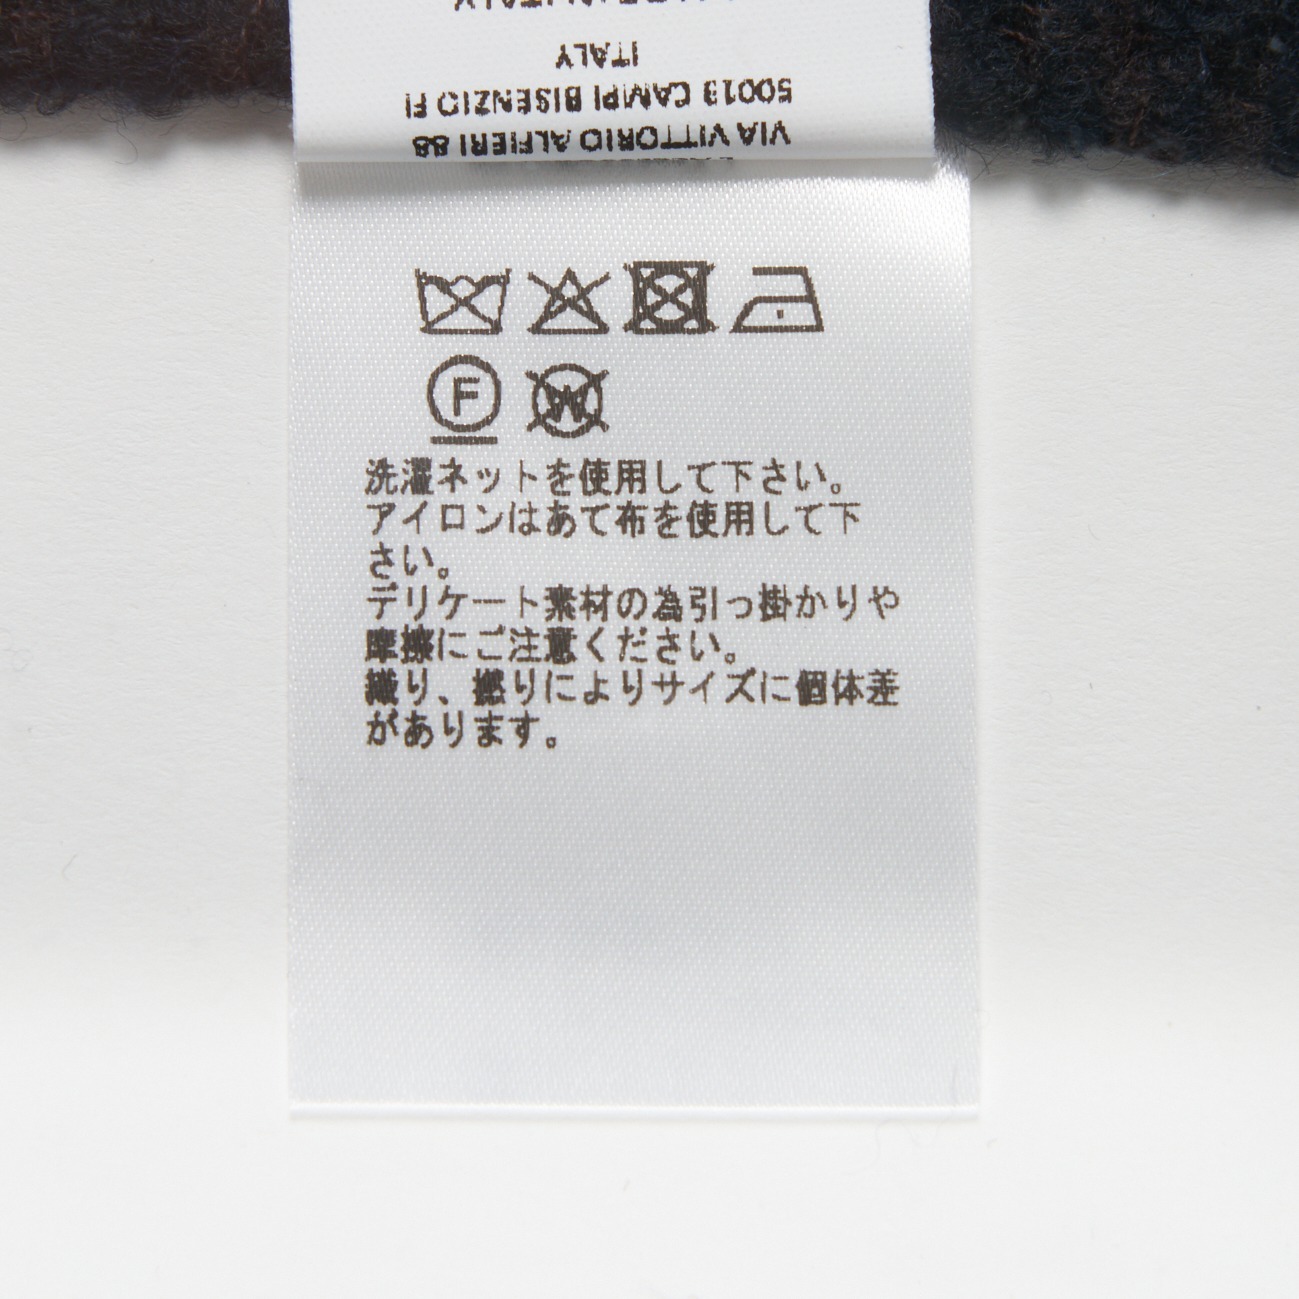 VIA VITTORIO ALFIERI 88
50013 CAMPI BISENZIO FI
ITALY
F
W
洗濯ネットを使用して下さい。
アイロンはあて布を使用して下
さい。
デリケート素材の為引っ掛かりや
摩擦にご注意ください。
織り、撚りによりサイズに個体差
があります。